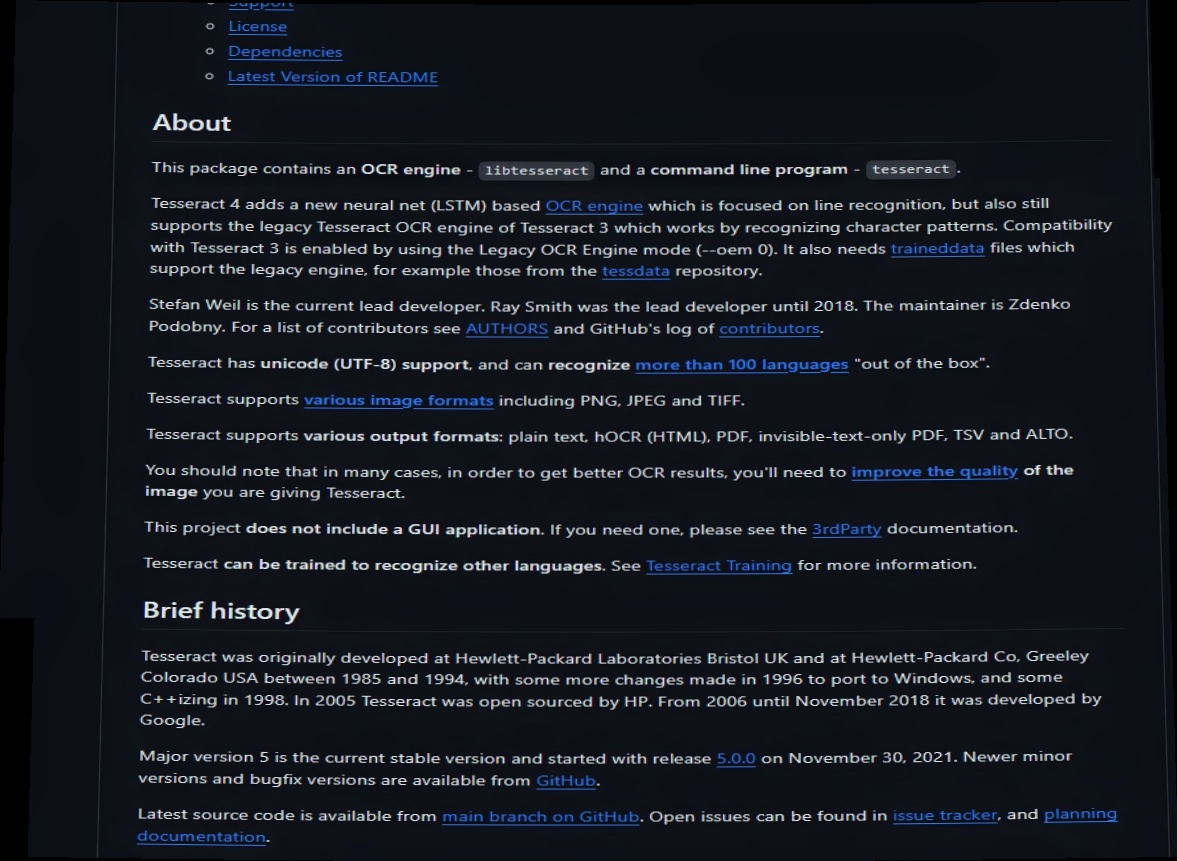 Support
License
Dependencies
Latest Version of README
About
This package contains an OCR engine - libtesseract and a command line program - tesseract.
Tesseract 4 adds a new neural net (LSTM) based OCR engine which is focused on line recognition, but also still
supports the legacy Tesseract OCR engine of Tesseract 3 which works by recognizing character patterns. Compatibility
with Tesseract 3 is enabled by using the Legacy OCR Engine mode (--oem 0). It also needs traineddata files which
support the legacy engine, for example those from the tessdata repository.
Stefan Weil is the current lead developer. Ray Smith was the lead developer until 2018. The maintainer is Zdenko
Podobny. For a list of contributors see AUTHORS and GitHub's log of contributors.
Tesseract has unicode (UTF-8) support, and can recognize more than 100 languages "out of the box".
Tesseract supports various image formats including PNG, JPEG and TIFF.
Tesseract supports various output formats: plain text, hOCR (HTML), PDF, invisible-text-only PDF, TSV and ALTO.
You should note that in many cases, in order to get better OCR results, you'll need to improve the quality of the
image you are giving Tesseract.
This project does not include a GUI application. If you need one, please see the 3rdParty documentation.
Tesseract can be trained to recognize other languages. See Tesseract Training for more information.
Brief history
Tesseract was originally developed at Hewlett-Packard Laboratories Bristol UK and at Hewlett-Packard Co, Greeley
Colorado USA between 1985 and 1994, with some more changes made in 1996 to port to Windows, and some
C++izing in 1998. In 2005 Tesseract was open sourced by HP. From 2006 until November 2018 it was developed by
Google.
Major version 5 is the current stable version and started with release 5.0.0 on November 30, 2021. Newer minor
versions and bugfix versions are available from GitHub.
Latest source code is available from main branch on GitHub. Open issues can be found in issue tracker, and planning
documentation.